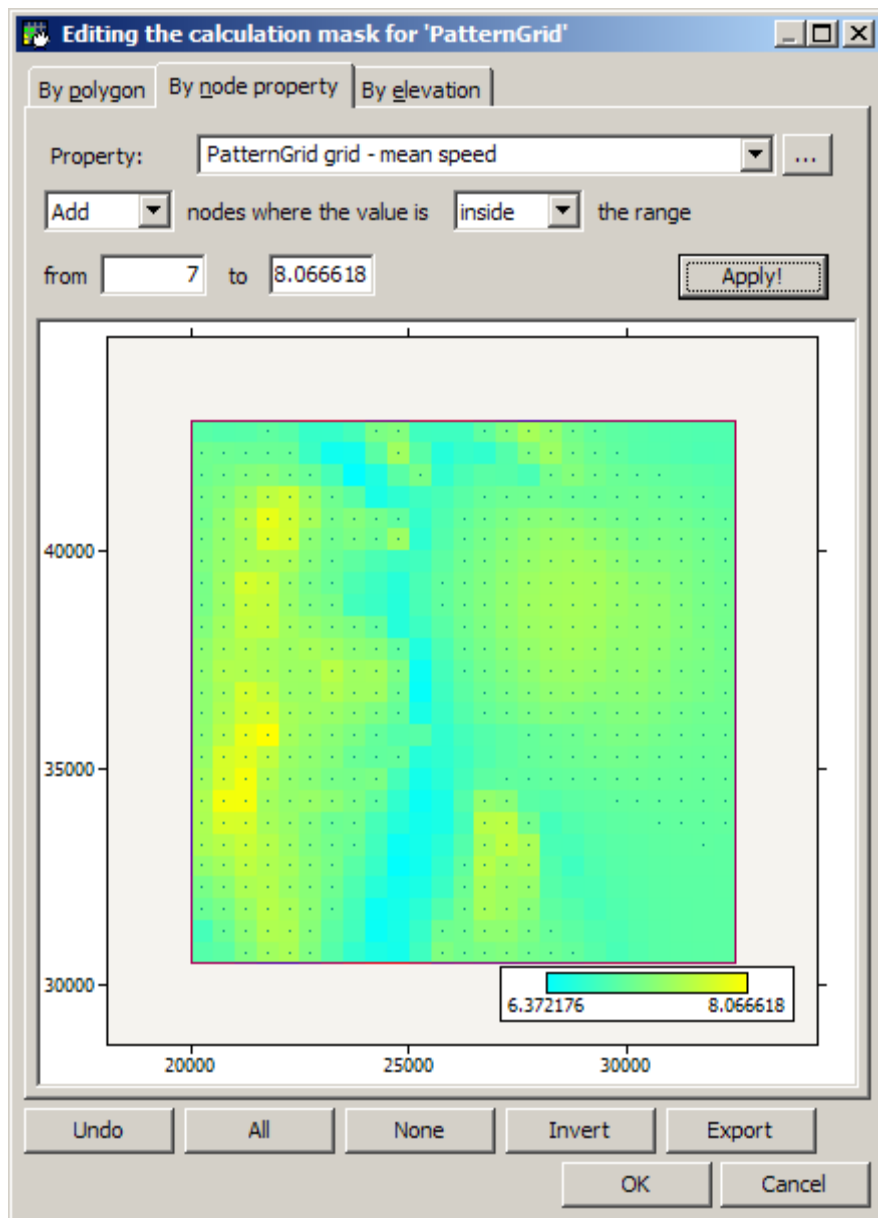 Editing the calculation mask for 'PatternGrid'
By polygon By node property By elevation
Property: PatternGrid grid - mean speed ...
Add nodes where the value is inside the range
from 7 to 8.066618 Apply!
40000
35000
30000
6.372176 8.066618
20000 25000 30000
Undo All None Invert Export
OK Cancel